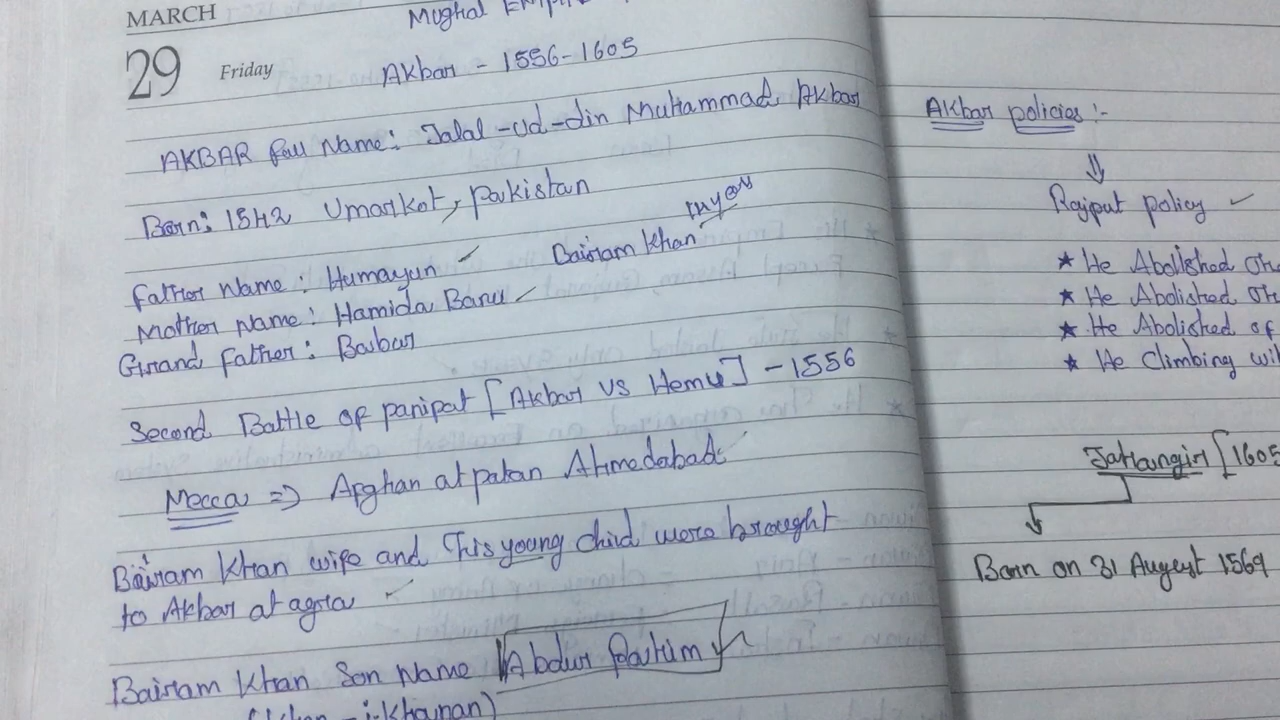 MARCH
29 Friday
Mughal Empire
Akbar - 1556-1605
AKBAR full Name: Jalal-ud-din Muhammad Akbar
Born: 1542 Umarkot, pakistan
Father Name: Humayun ✓ Bairam Khan
Mother Name: Hamida Banu ✓
Grand father: Babur
Second Battle of panipat [Akbar VS Hemu] - 1556
Mecca => Afghan at patan Ahmedabad
Bairam Khan wife and This young child were brought
to Akbar at agra
Bairam Khan Son Name Abdur Rahim
Akbar policies :-
Rajput policy ✓
★ He Abolished
★ He Abolished
★ He Abolished of
★ He Climbing
Jahangir [1605
Born on 31 August 1569